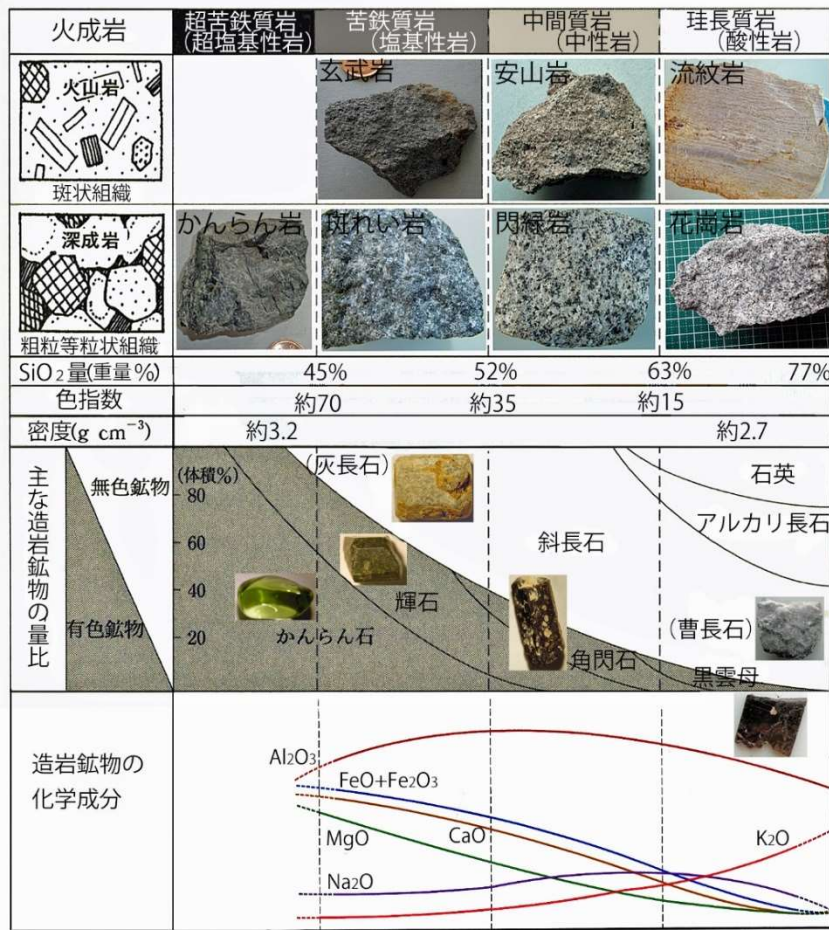 火成岩
超苦鉄質岩
(超塩基性岩)
苦鉄質岩
(塩基性岩)
中間質岩
(中性岩)
珪長質岩
(酸性岩)
火山岩
斑状組織
玄武岩
安山岩
流紋岩
深成岩
粗粒等粒状組織
かんらん岩
斑れい岩
閃緑岩
花崗岩
SiO₂量(重量%)
45%
52%
63%
77%
色指数
約70
約35
約15
密度(g cm⁻³)
約3.2
約2.7
主な造岩鉱物の量比
無色鉱物
有色鉱物
(体積%)
80
60
40
20
(灰長石)
石英
アルカリ長石
斜長石
輝石
かんらん石
角閃石
(曹長石)
黒雲母
造岩鉱物の
化学成分
Al₂O₃
FeO+Fe₂O₃
MgO
CaO
K₂O
Na₂O